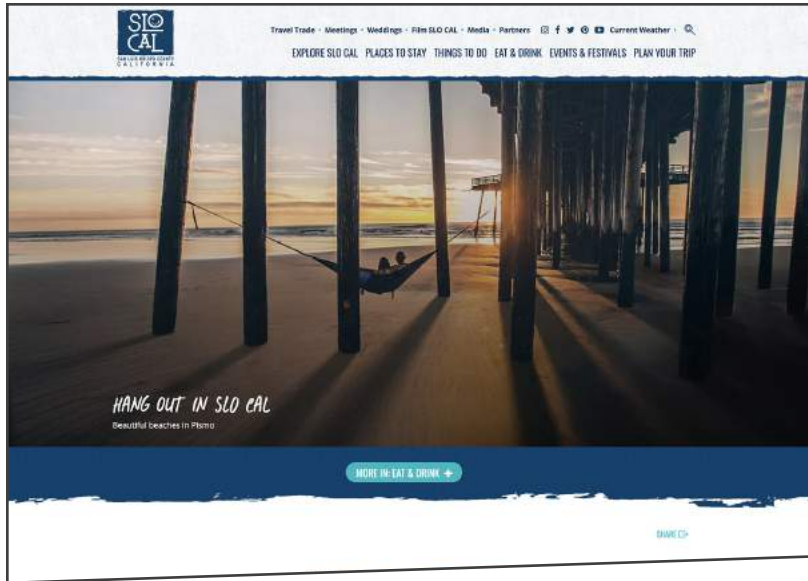 SLO
CAL
SAN LUIS OBISPO COUNTY
CALIFORNIA
Travel Trade • Meetings • Weddings • Film SLO CAL • Media • Partners Current Weather
EXPLORE SLO CAL PLACES TO STAY THINGS TO DO EAT & DRINK EVENTS & FESTIVALS PLAN YOUR TRIP
HANG OUT IN SLO CAL
Beautiful beaches in Pismo
MORE IN: EAT & DRINK +
SHARE